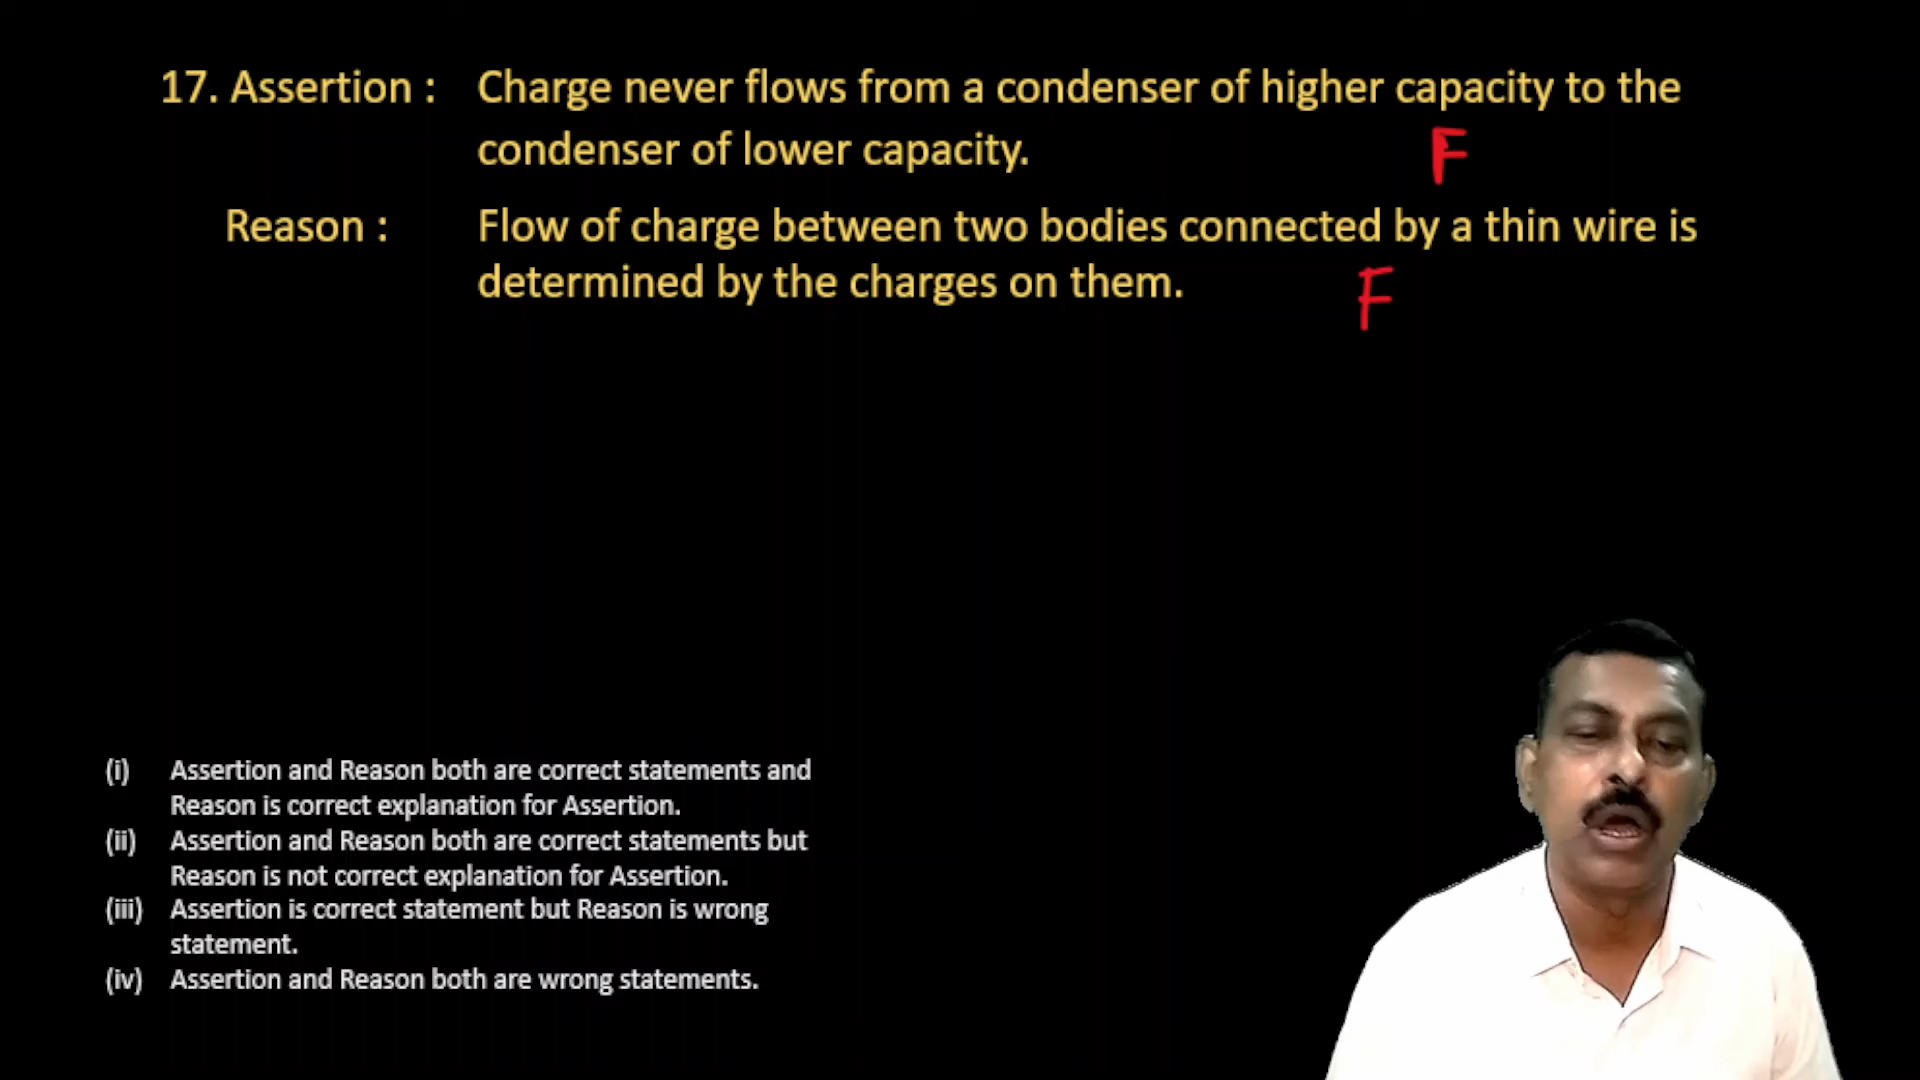 17. Assertion : Charge never flows from a condenser of higher capacity to the
condenser of lower capacity.
F
Reason : Flow of charge between two bodies connected by a thin wire is
determined by the charges on them.
F
(i) Assertion and Reason both are correct statements and
Reason is correct explanation for Assertion.
(ii) Assertion and Reason both are correct statements but
Reason is not correct explanation for Assertion.
(iii) Assertion is correct statement but Reason is wrong
statement.
(iv) Assertion and Reason both are wrong statements.